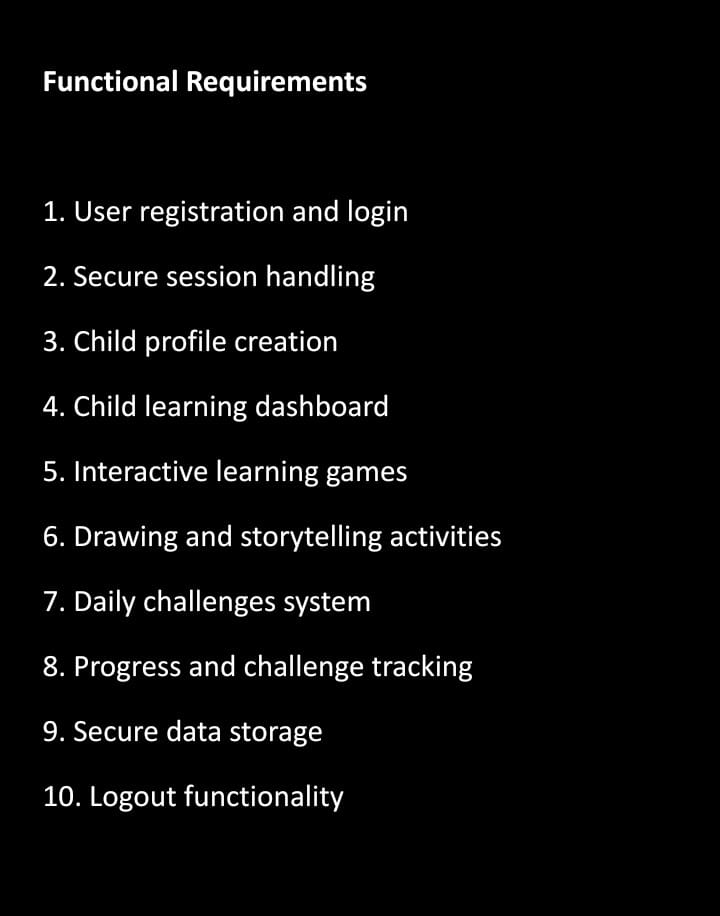 Functional Requirements
1. User registration and login
2. Secure session handling
3. Child profile creation
4. Child learning dashboard
5. Interactive learning games
6. Drawing and storytelling activities
7. Daily challenges system
8. Progress and challenge tracking
9. Secure data storage
10. Logout functionality